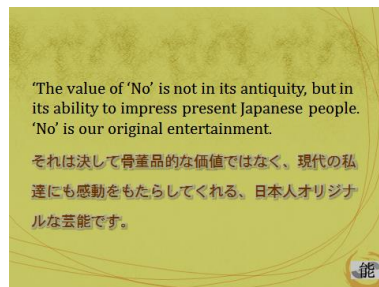 ‘The value of ‘No’ is not in its antiquity, but in
its ability to impress present Japanese people.
‘No’ is our original entertainment.
それは決して骨董品的な価値ではなく、現代の私
達にも感動をもたらしてくれる、日本人オリジナ
ルな芸能です。
能